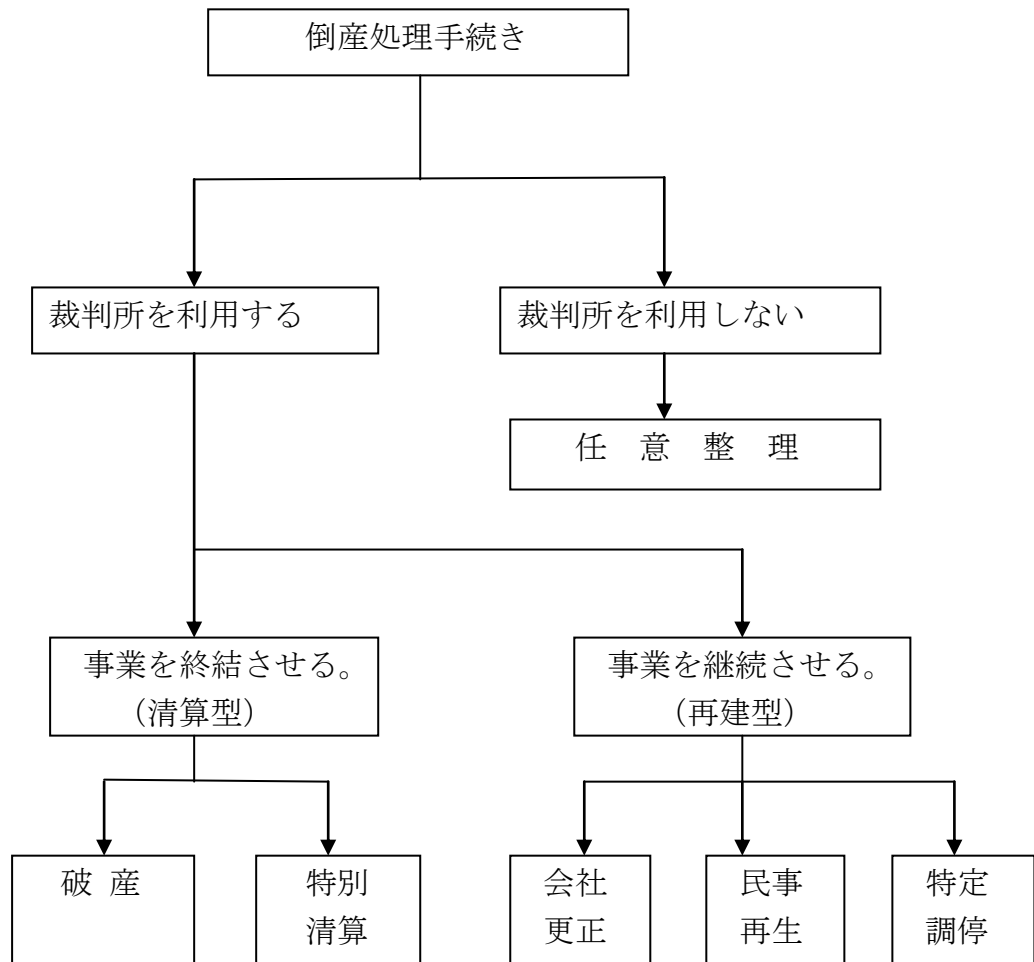 倒産処理手続き
裁判所を利用する
裁判所を利用しない
任 意 整 理
事業を終結させる。
（清算型）
事業を継続させる。
（再建型）
破 産
特別
清算
会社
更正
民事
再生
特定
調停